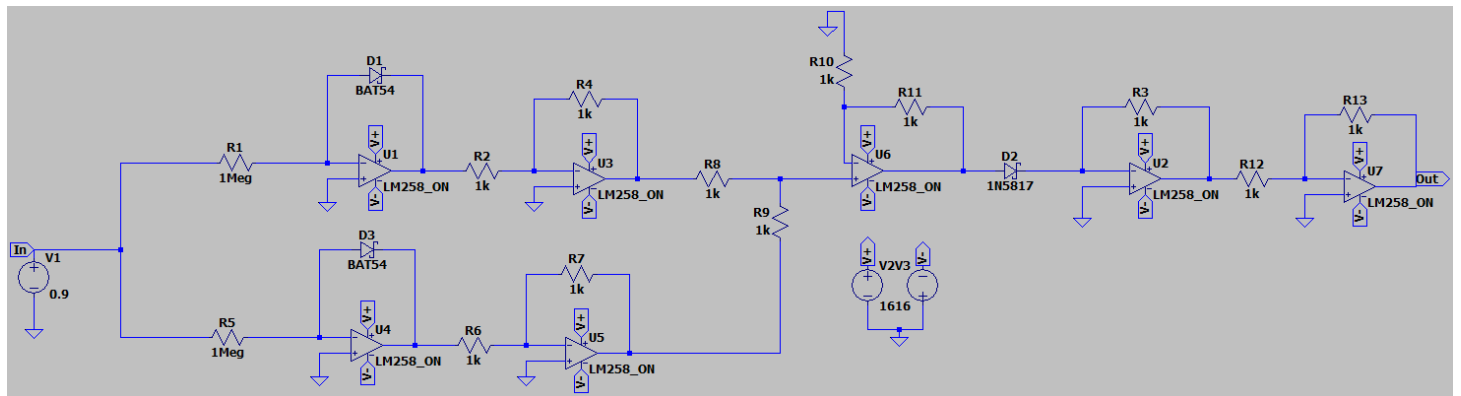 D1
BAT54
R1
1Meg
V+
U1
V-
LM258_ON
R2
1k
R4
1k
V+
U3
V-
LM258_ON
R8
1k
R9
1k
R10
1k
R11
1k
V+
U6
V-
LM258_ON
D2
1N5817
R3
1k
V+
U2
V-
LM258_ON
R12
1k
R13
1k
V+
U7
V-
LM258_ON
Out
In
V1
0.9
D3
BAT54
R5
1Meg
V+
U4
V-
LM258_ON
R6
1k
R7
1k
V+
U5
V-
LM258_ON
V+
V-
V2V3
1616